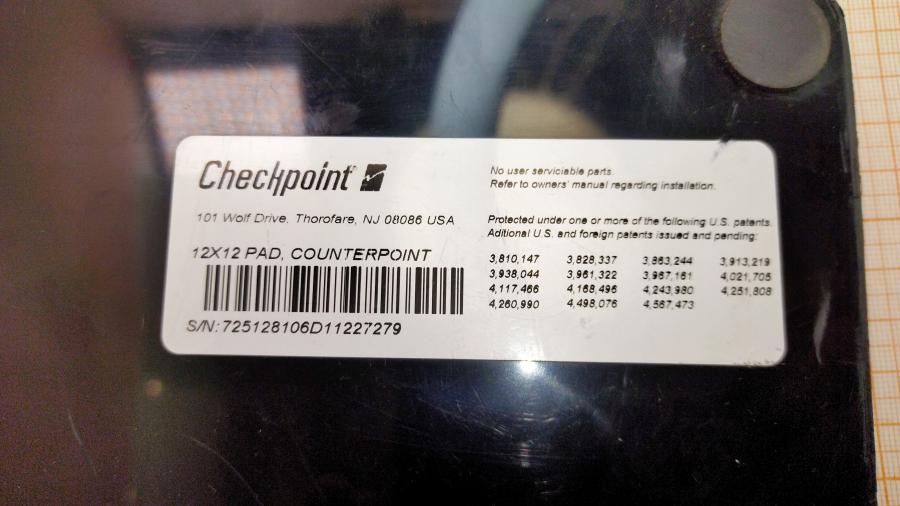 Checkpoint
101 Wolf Drive, Thorofare, NJ 08086 USA
12X12 PAD, COUNTERPOINT
S/N: 725128106D11227279
No user serviciable parts.
Refer to owners' manual regarding installation.
Protected under one or more of the following U.S. patents.
Aditional U.S. and foreign patents issued and pending:
3,810,147 3,828,337 3,863,244 3,913,219
3,938,044 3,961,322 3,967,161 4,021,705
4,117,466 4,168,496 4,243,980 4,251,808
4,260,990 4,498,076 4,567,473